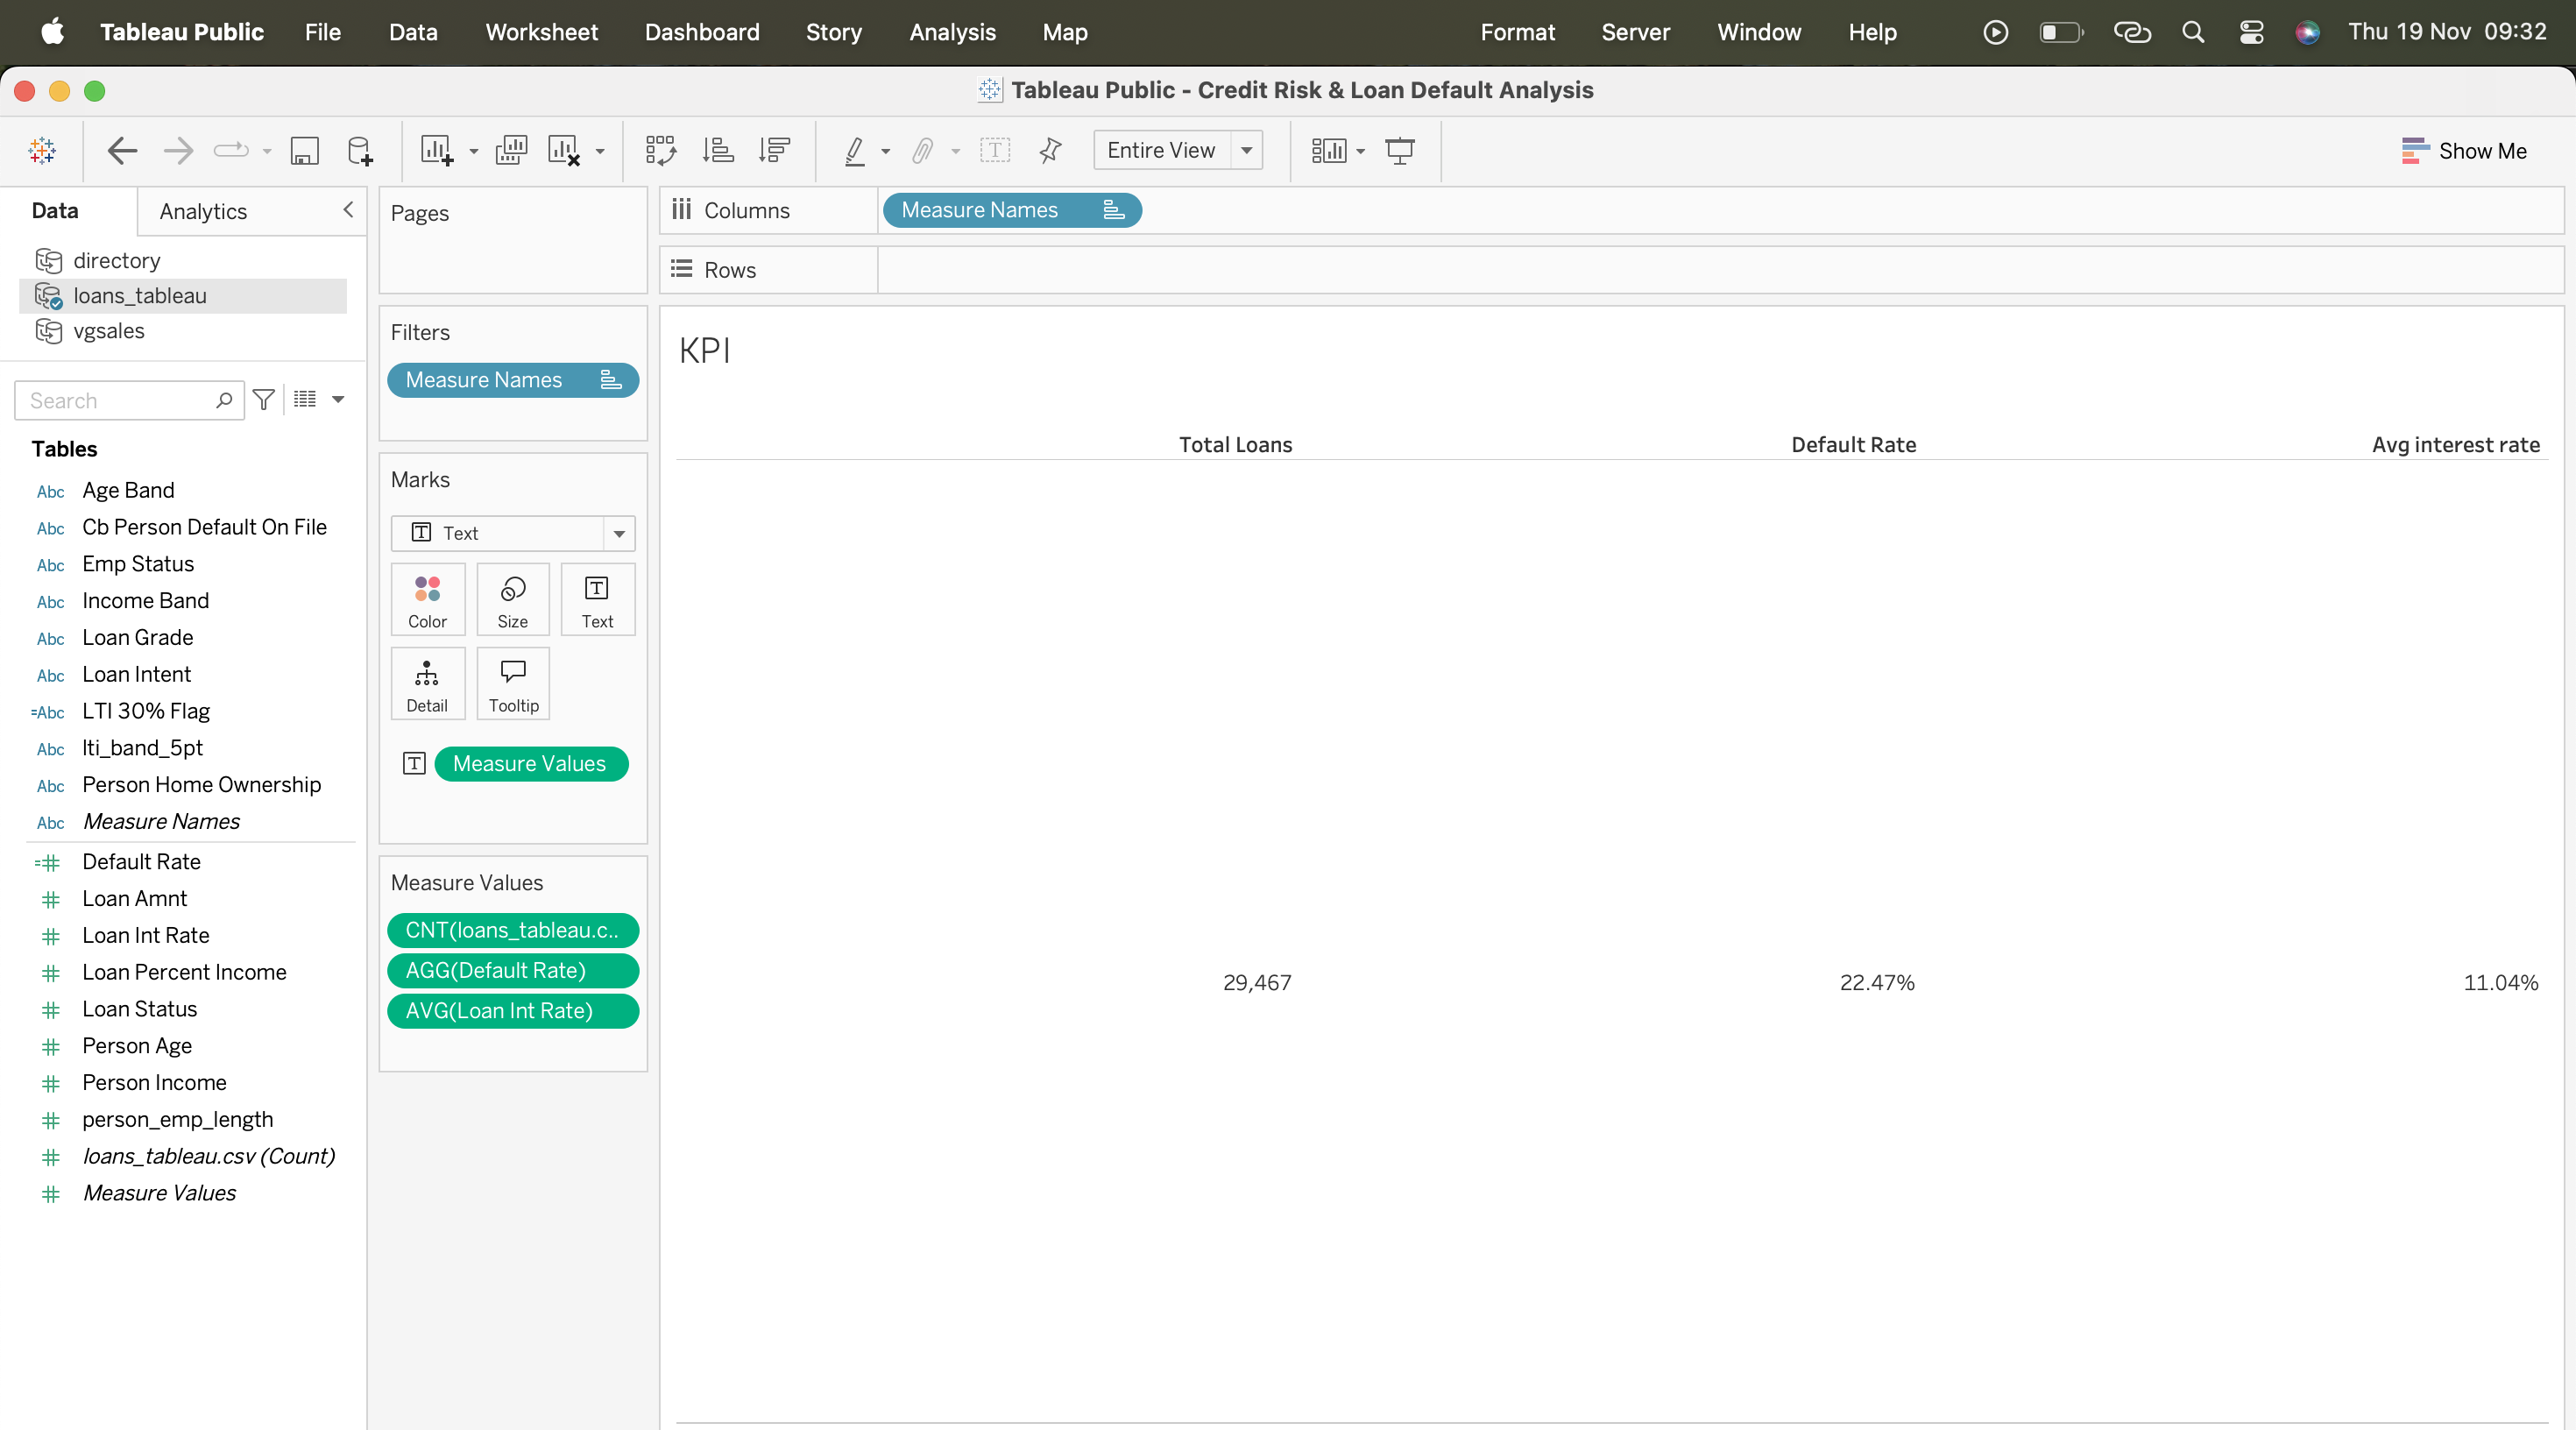 Tableau Public File Data Worksheet Dashboard Story Analysis Map Format Server Window Help Thu 19 Nov 09:32
Tableau Public - Credit Risk & Loan Default Analysis
Entire View
Show Me
Data
Analytics
directory
loans_tableau
vgsales
Search
Tables
Abc Age Band
Abc Cb Person Default On File
Abc Emp Status
Abc Income Band
Abc Loan Grade
Abc Loan Intent
=Abc LTI 30% Flag
Abc lti_band_5pt
Abc Person Home Ownership
Abc Measure Names
=# Default Rate
# Loan Amnt
# Loan Int Rate
# Loan Percent Income
# Loan Status
# Person Age
# Person Income
# person_emp_length
# loans_tableau.csv (Count)
# Measure Values
Pages
Filters
Measure Names
Marks
Text
Color Size Text
Detail Tooltip
Measure Values
Measure Values
CNT(loans_tableau.c..
AGG(Default Rate)
AVG(Loan Int Rate)
Columns Measure Names
Rows
KPI
Total Loans Default Rate Avg interest rate
29,467 22.47% 11.04%